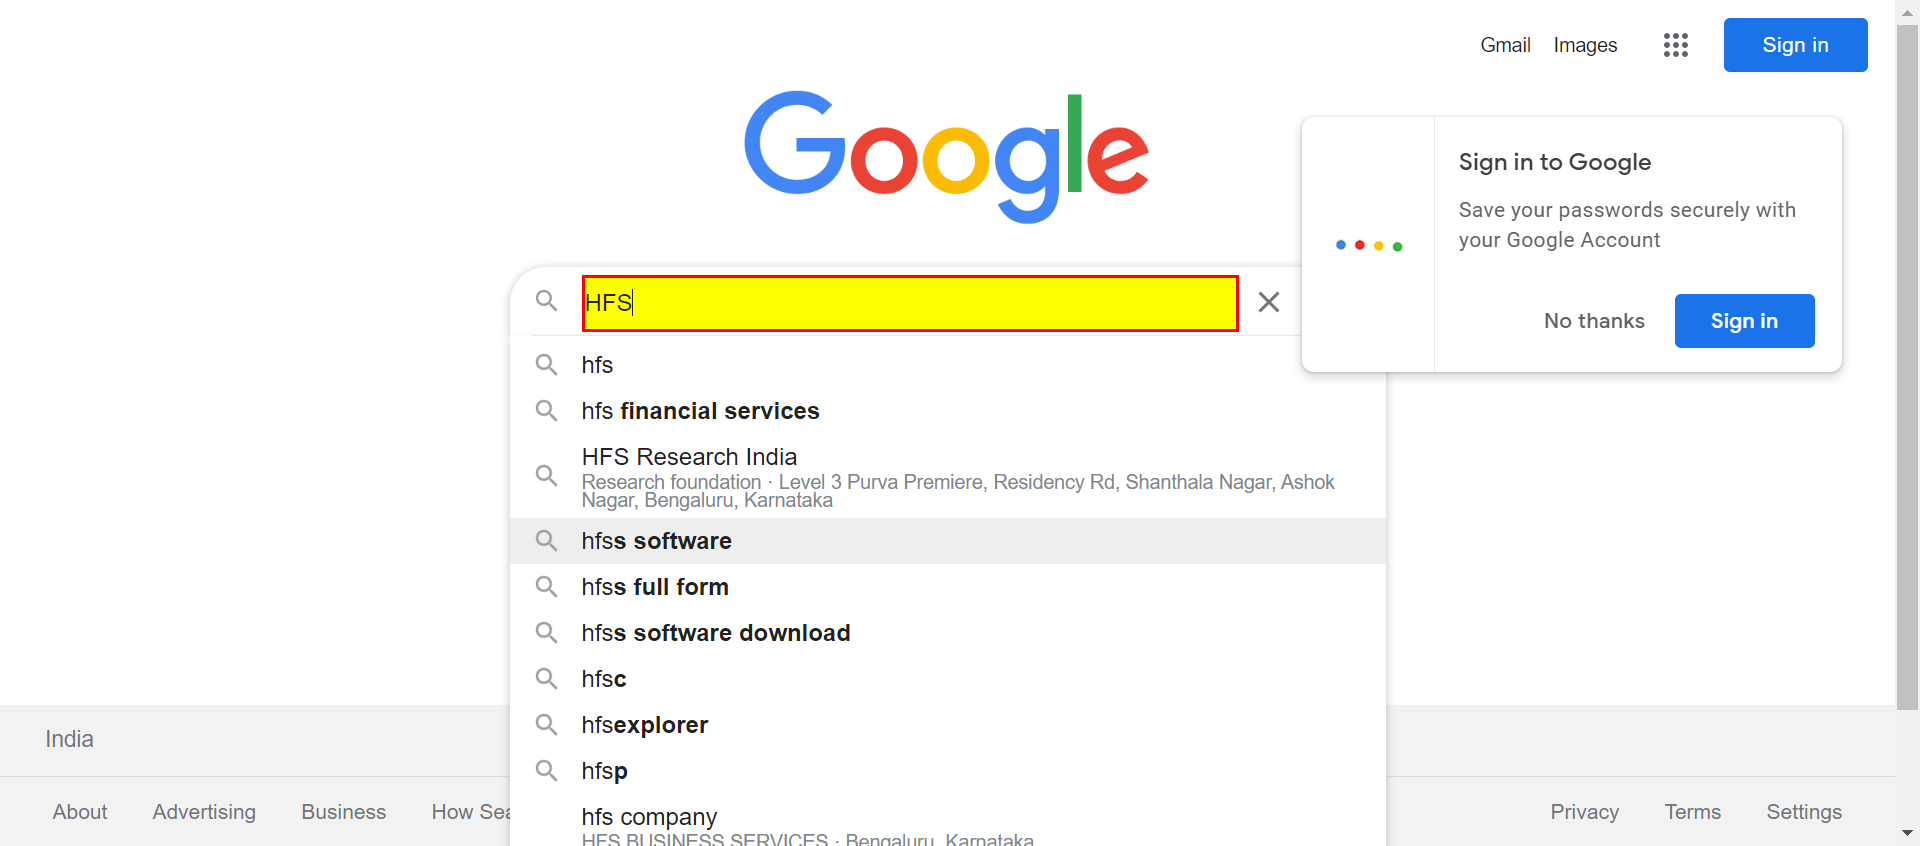 Gmail Images Sign in
Google
Sign in to Google
Save your passwords securely with
your Google Account
No thanks Sign in
HFS
hfs
hfs financial services
HFS Research India
Research foundation · Level 3 Purva Premiere, Residency Rd, Shanthala Nagar, Ashok
Nagar, Bengaluru, Karnataka
hfss software
hfss full form
hfss software download
hfsc
hfsexplorer
hfsp
hfs company
HFS BUSINESS SERVICES · Bengaluru, Karnataka
India
About Advertising Business How Sea
Privacy Terms Settings